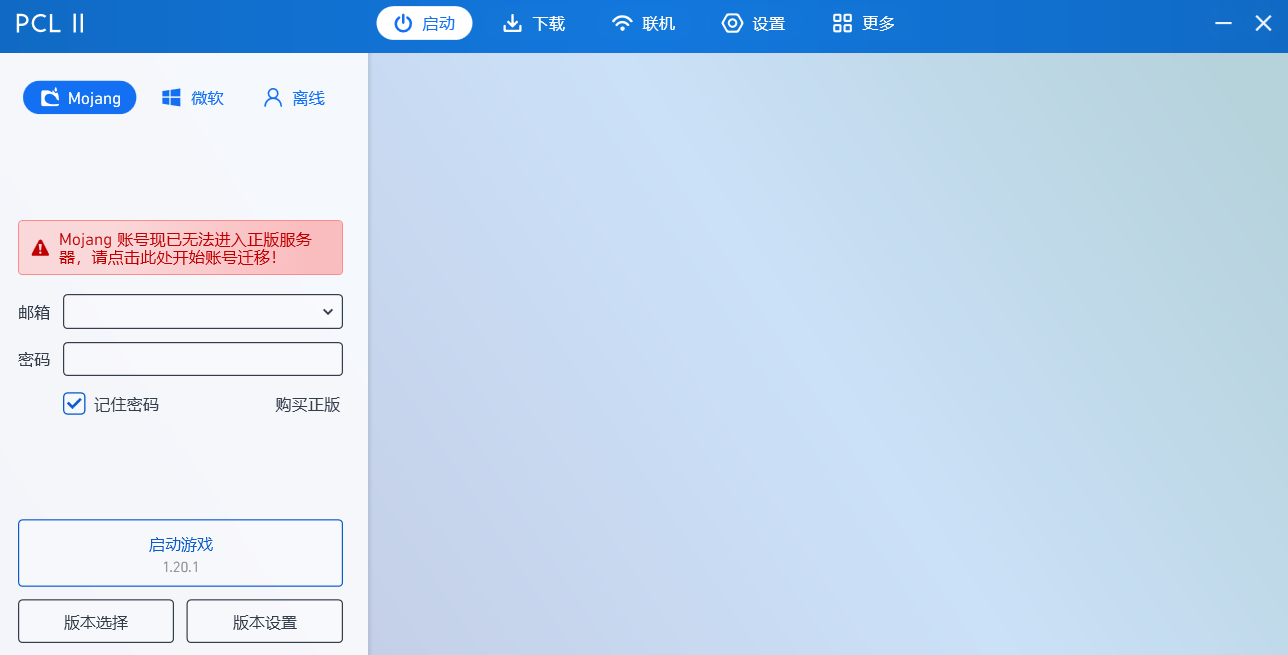 PCL II
启动
下载
联机
设置
更多
Mojang
微软
离线
Mojang 账号现已无法进入正版服务
器，请点击此处开始账号迁移！
邮箱
密码
记住密码
购买正版
启动游戏
1.20.1
版本选择
版本设置